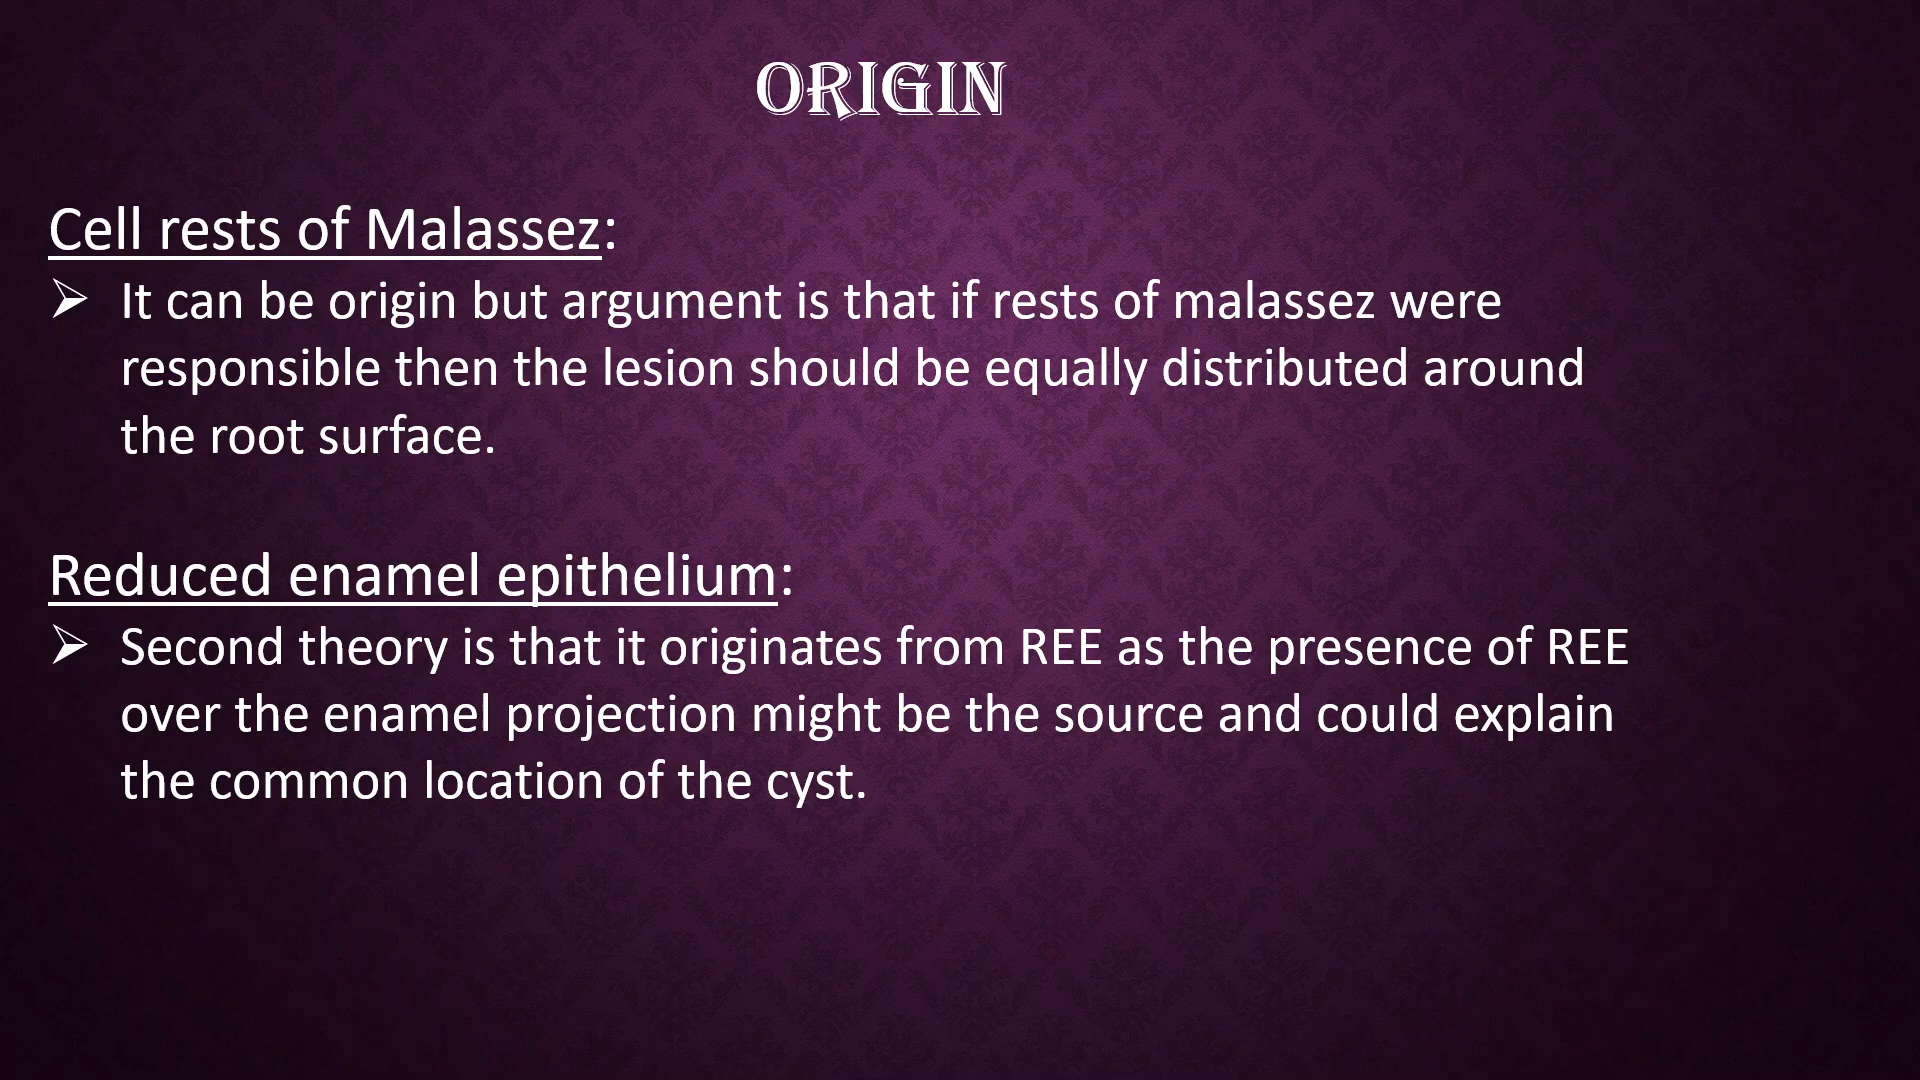 ORIGIN
Cell rests of Malassez:
➢ It can be origin but argument is that if rests of malassez were
responsible then the lesion should be equally distributed around
the root surface.
Reduced enamel epithelium:
➢ Second theory is that it originates from REE as the presence of REE
over the enamel projection might be the source and could explain
the common location of the cyst.